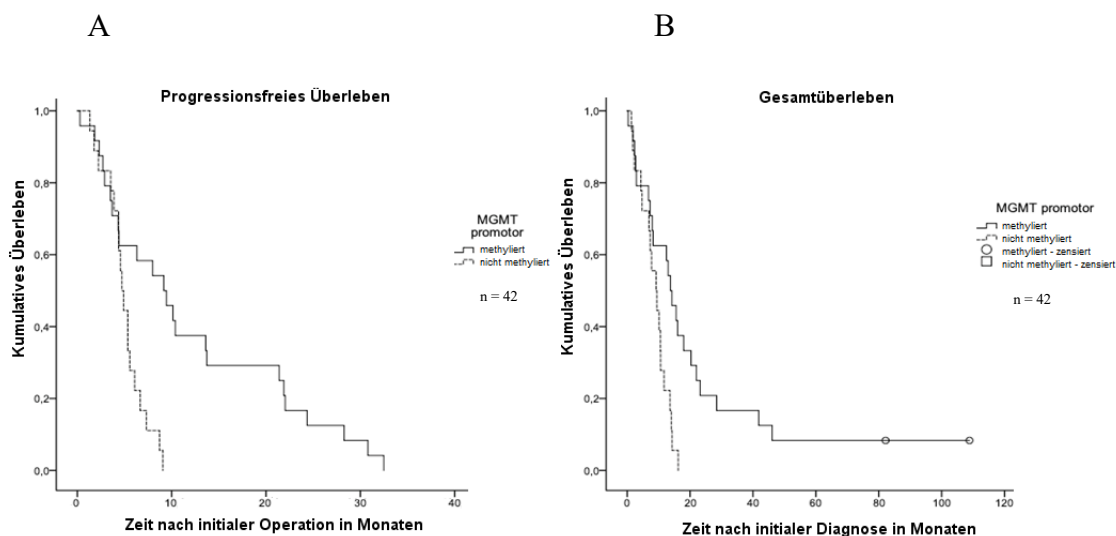 A
Progressionsfreies Überleben
Kumulatives Überleben
1,0
0,8
0,6
0,4
0,2
0,0
0
10
20
30
40
Zeit nach initialer Operation in Monaten
MGMT
promotor
methyliert
nicht methyliert
n = 42
B
Gesamtüberleben
Kumulatives Überleben
1,0
0,8
0,6
0,4
0,2
0,0
0
20
40
60
80
100
120
Zeit nach initialer Diagnose in Monaten
MGMT promotor
methyliert
nicht methyliert
methyliert - zensiert
nicht methyliert - zensiert
n = 42